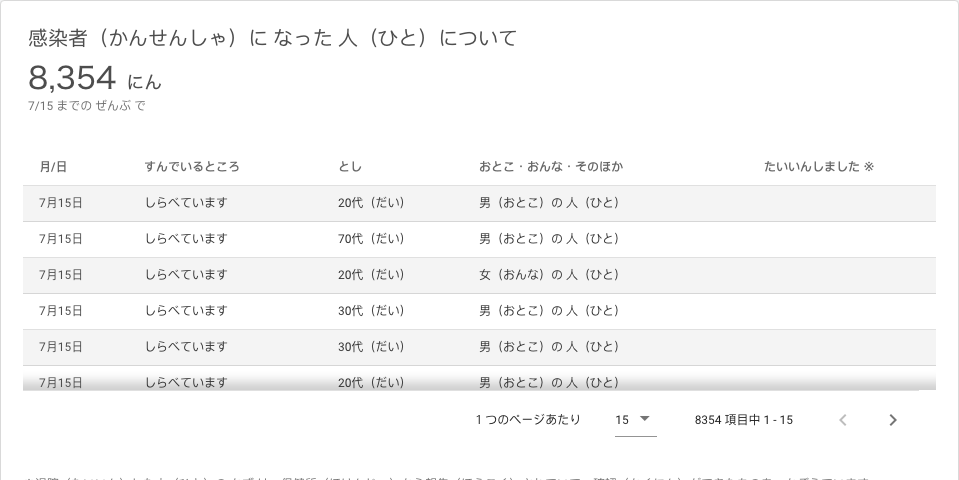 感染者（かんせんしゃ）に なった 人（ひと）について
8,354 にん
7/15 までの ぜんぶ で
月/日 すんでいるところ とし おとこ・おんな・そのほか たいいんしました ※
7月15日 しらべています 20代（だい） 男（おとこ）の 人（ひと）
7月15日 しらべています 70代（だい） 男（おとこ）の 人（ひと）
7月15日 しらべています 20代（だい） 女（おんな）の 人（ひと）
7月15日 しらべています 30代（だい） 男（おとこ）の 人（ひと）
7月15日 しらべています 30代（だい） 男（おとこ）の 人（ひと）
7月15日 しらべています 20代（だい） 男（おとこ）の 人（ひと）
1 つのページあたり 15 8354 項目中 1 - 15